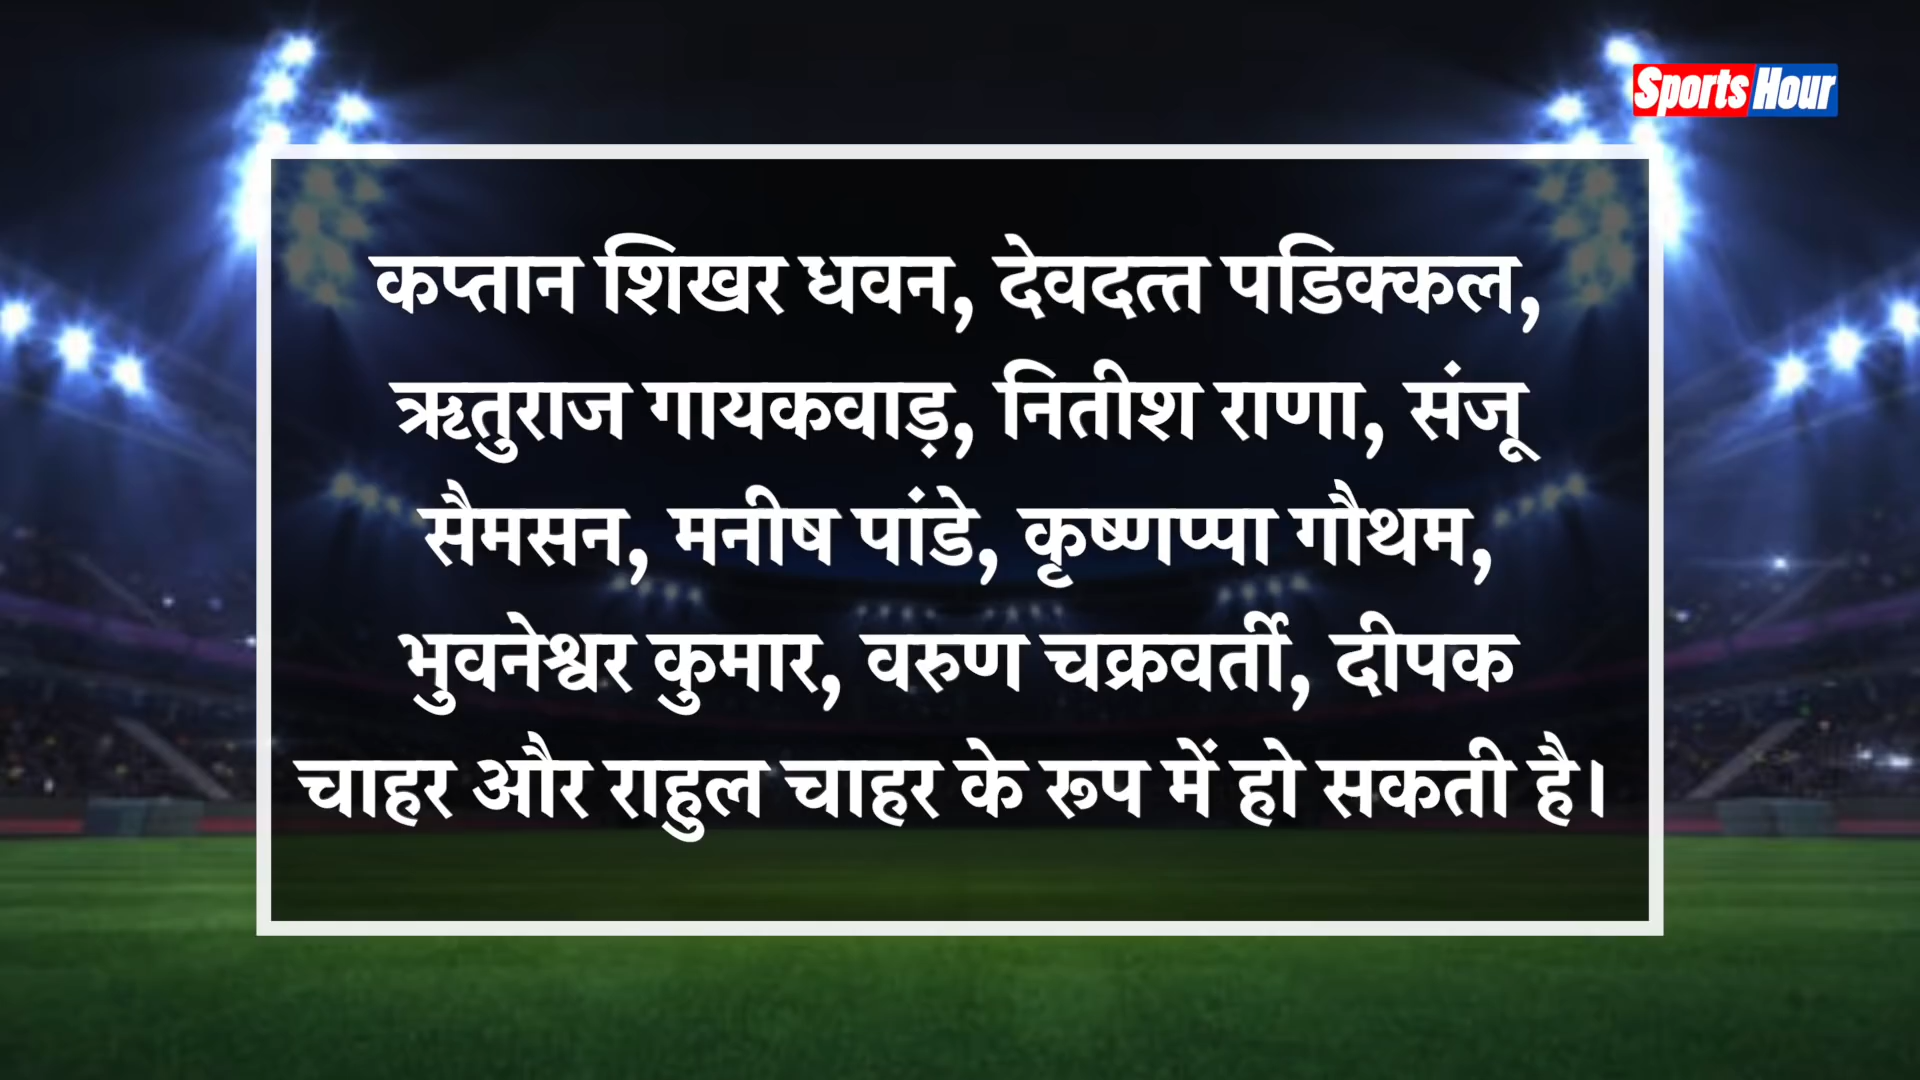 Sports Hour
कप्तान शिखर धवन, देवदत्त पडिक्कल,
ऋतुराज गायकवाड़, नितीश राणा, संजू
सैमसन, मनीष पांडे, कृष्णप्पा गौथम,
भुवनेश्वर कुमार, वरुण चक्रवर्ती, दीपक
चाहर और राहुल चाहर के रूप में हो सकती है।